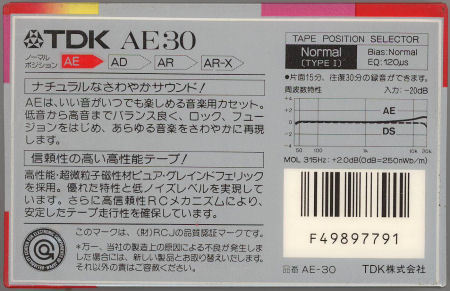 TDK AE30
ノーマル
ポジション
AE AD AR AR-X
ナチュラルなさわやかサウンド!
AEは、いい音がいつでも楽しめる音楽用カセット。
低音から高音までバランス良く、ロック、フュー
ジョンをはじめ、あらゆる音楽をさわやかに再現
します。
信頼性の高い高性能テープ!
高性能・超微粒子磁性材ピュア・グレインドフェリック
を採用。優れた特性と低ノイズレベルを実現して
います。さらに高信頼性RCメカニズムにより、
安定したテープ走行性を確保しています。
このマークは、(財)RCJの品質認証マークです。
*万一、当社の製造上の原因による不良が発生しま
した場合には、新しい製品とお取り替えいたします。
それ以外の責はご容赦ください。
TAPE POSITION SELECTOR
Normal
(TYPE I)
Bias:Normal
EQ:120μs
●片面15分、往復30分の録音ができます。
周波数特性 入力:-20dB
+4
+2
0
-2
-4
AE
DS
50 100 1k 10k 20k
MOL 315Hz:+2.0dB(0dB=250nWb/m)
F49897791
品番 AE-30 TDK株式会社